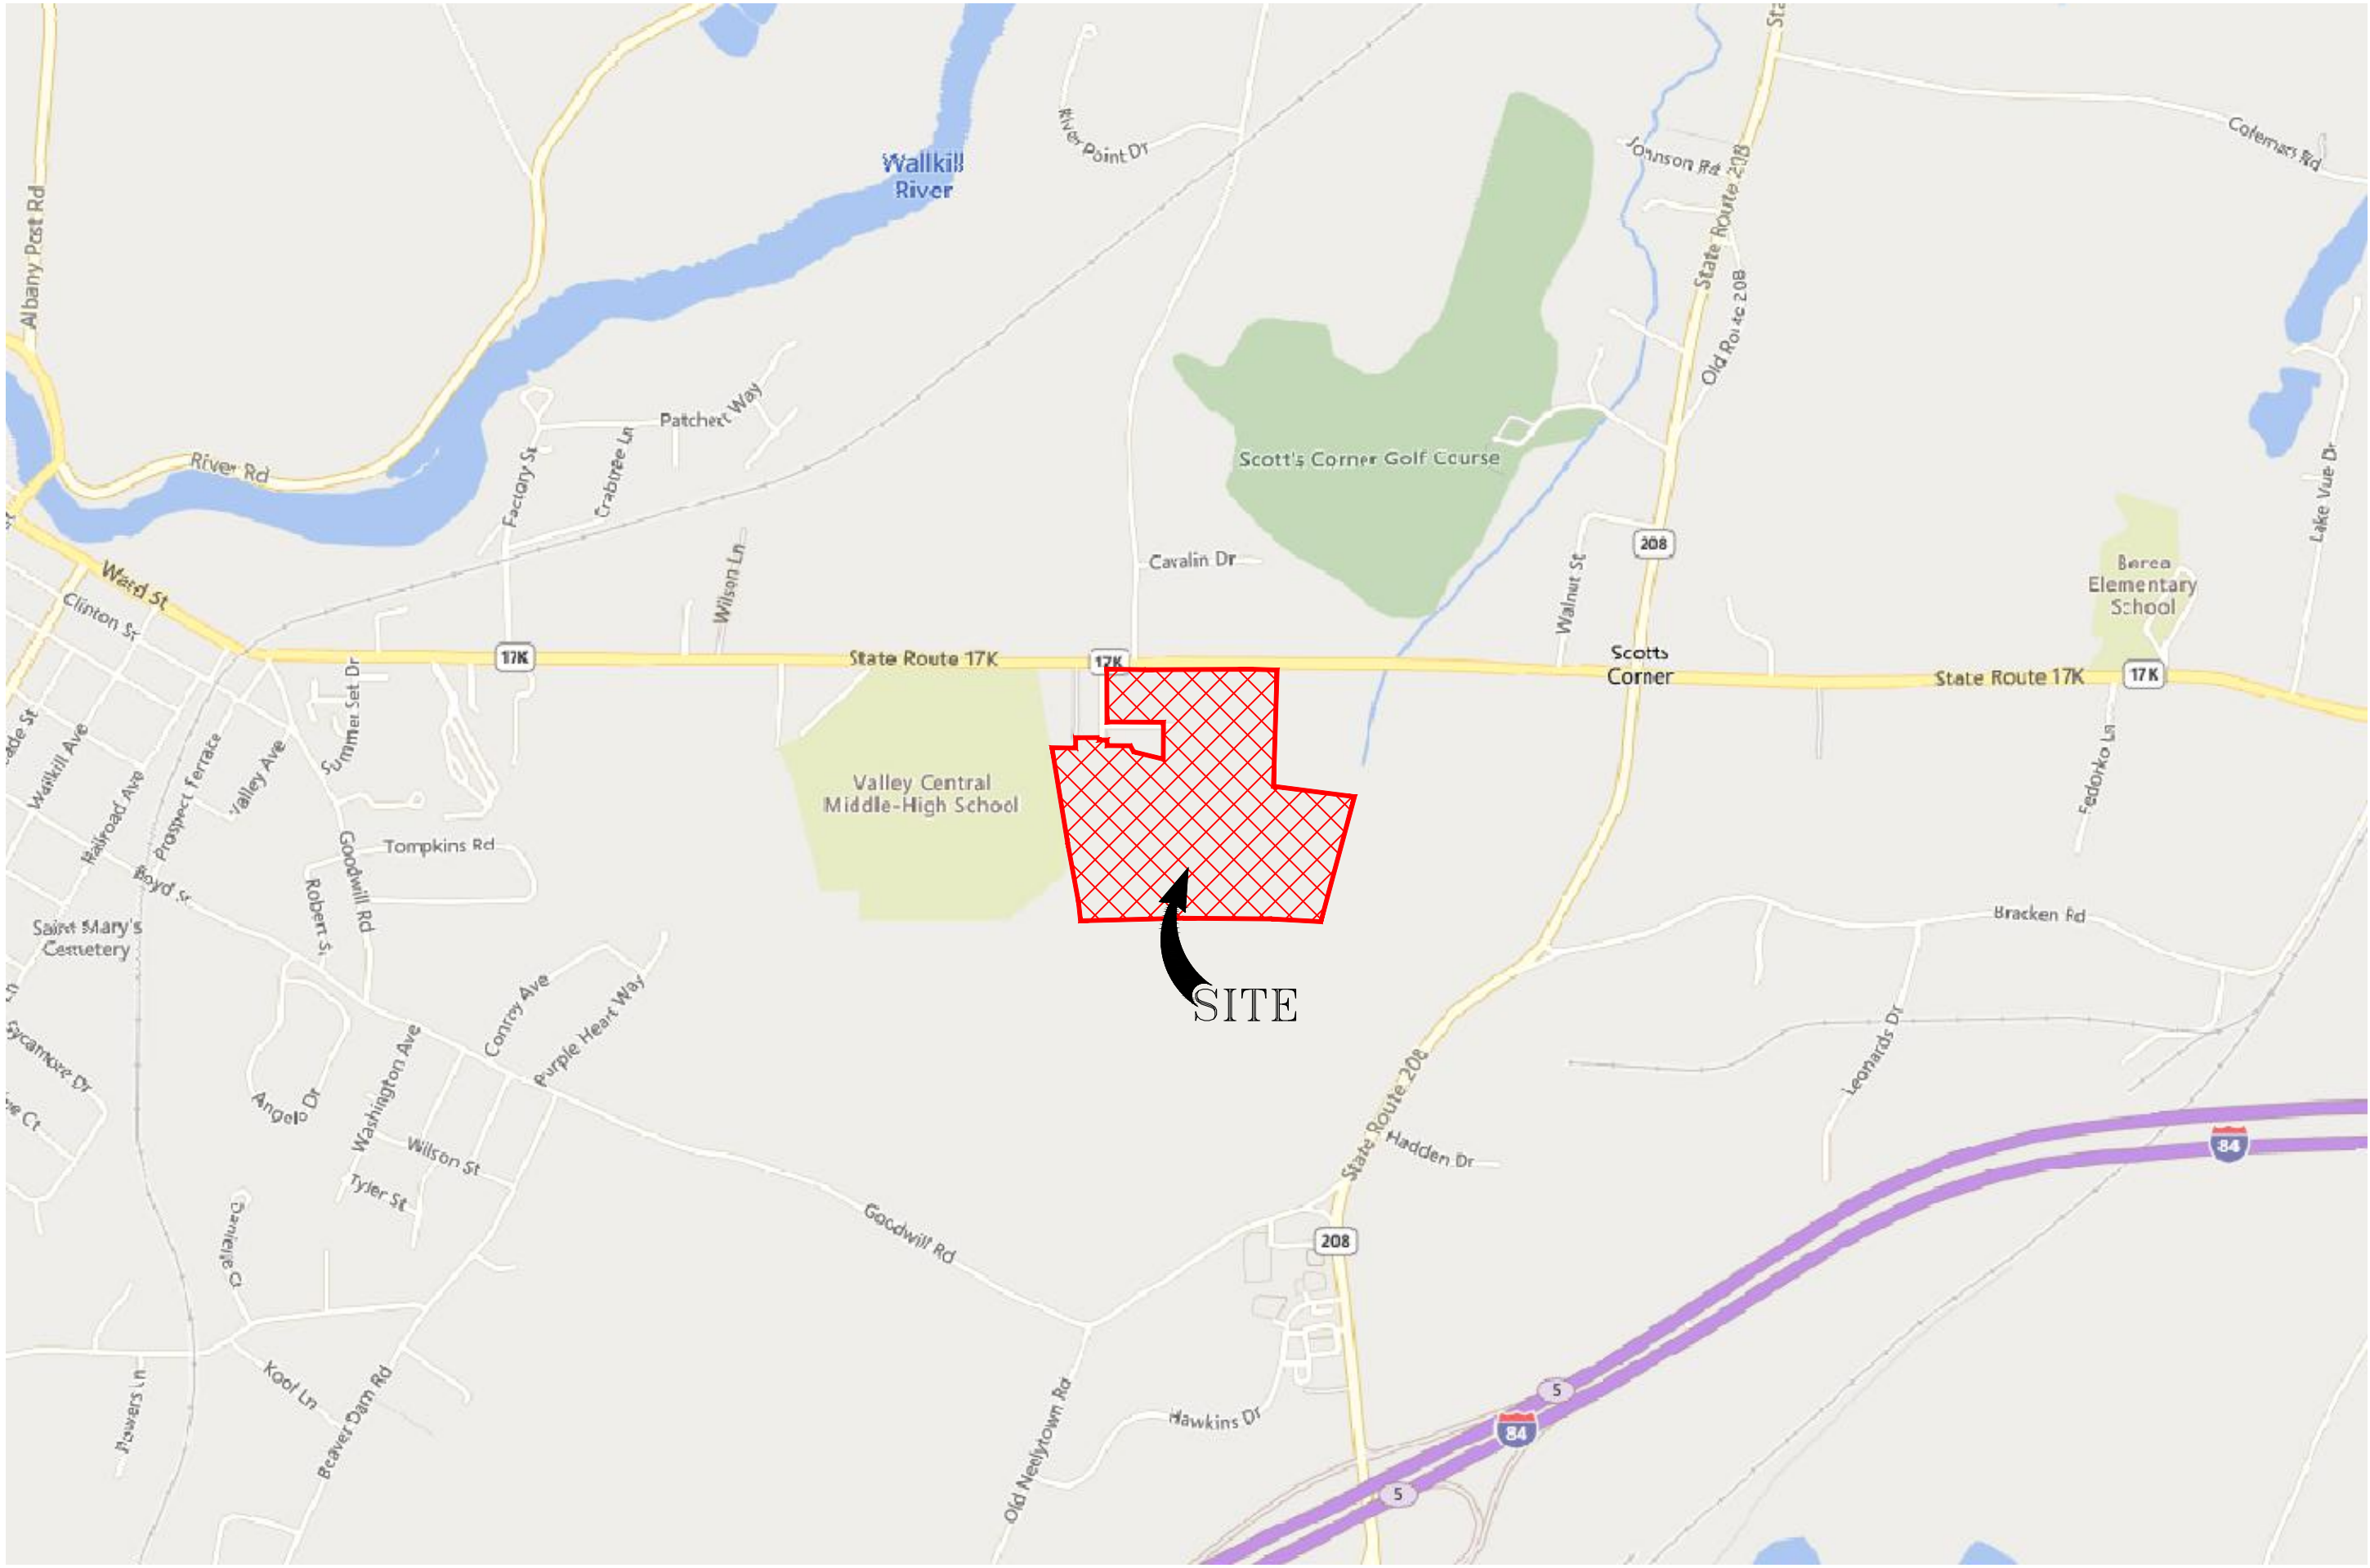 Albany Post Rd
Wallkill
River
River Point Dr
Johnson Rd
State Route 208
Coleman Rd
Old Route 208
Patchett Way
Crabtree Ln
Factory St
River Rd
Scott's Corner Golf Course
Lake Vue Dr
208
Cavalin Dr
Wilson Ln
Walnut St
Berea
Elementary
School
Ward St
Clinton St
17K
State Route 17K
17K
Scotts
Corner
State Route 17K
17K
Summer Set Dr
Wallkill Ave
Railroad Ave
Prospect Terrace
Valley Ave
Valley Central
Middle-High School
Fedorko Ln
Tompkins Rd
Goodwill Rd
Robert St
Boyd St
Saint Mary's
Cemetery
Bracken Rd
SITE
Conroy Ave
Purple Heart Way
Sycamore Dr
Angelo Dr
Washington Ave
Wilson St
Tyler St
Leonards Dr
State Route 208
Hadden Dr
84
Danielle Ct
Goodwill Rd
208
Kool Ln
Powers Ln
Beaver Dam Rd
Old Neelytown Rd
Hawkins Dr
5
84
5